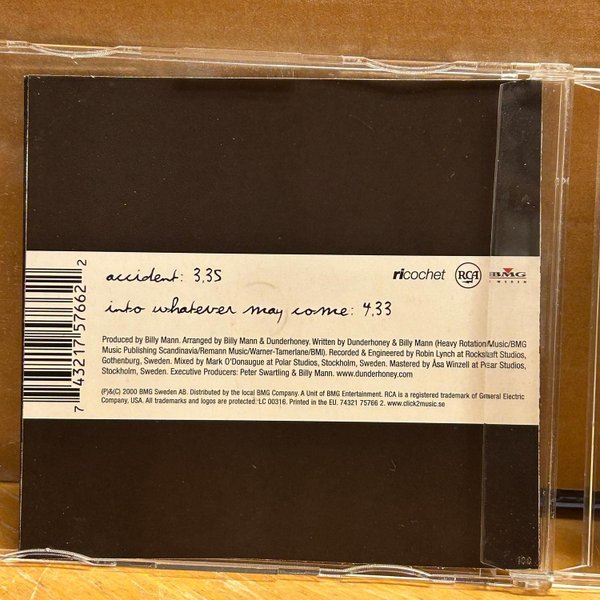 accident: 3,35
into whatever may come: 4,33
ricochet
RCA
BMG
SWEDEN
Produced by Billy Mann. Arranged by Billy Mann & Dunderhoney. Written by Dunderhoney & Billy Mann (Heavy Rotation/Music/BMG
Music Publishing Scandinavia/Remann Music/Warner-Tamerlane/BMI). Recorded & Engineered by Robin Lynch at Rockstaff Studios,
Gothenburg, Sweden. Mixed by Mark O'Donaugue at Polar Studios, Stockholm, Sweden. Mastered by Åsa Winzell at Polar Studios,
Stockholm, Sweden. Executive Producers: Peter Swartling & Billy Mann. www.dunderhoney.com
(P)&(C) 2000 BMG Sweden AB. Distributed by the local BMG Company. A Unit of BMG Entertainment. RCA is a registered trademark of General Electric
Company, USA. All trademarks and logos are protected. LC 00316. Printed in the EU. 74321 75766 2. www.click2music.se
7 43217 57662 2